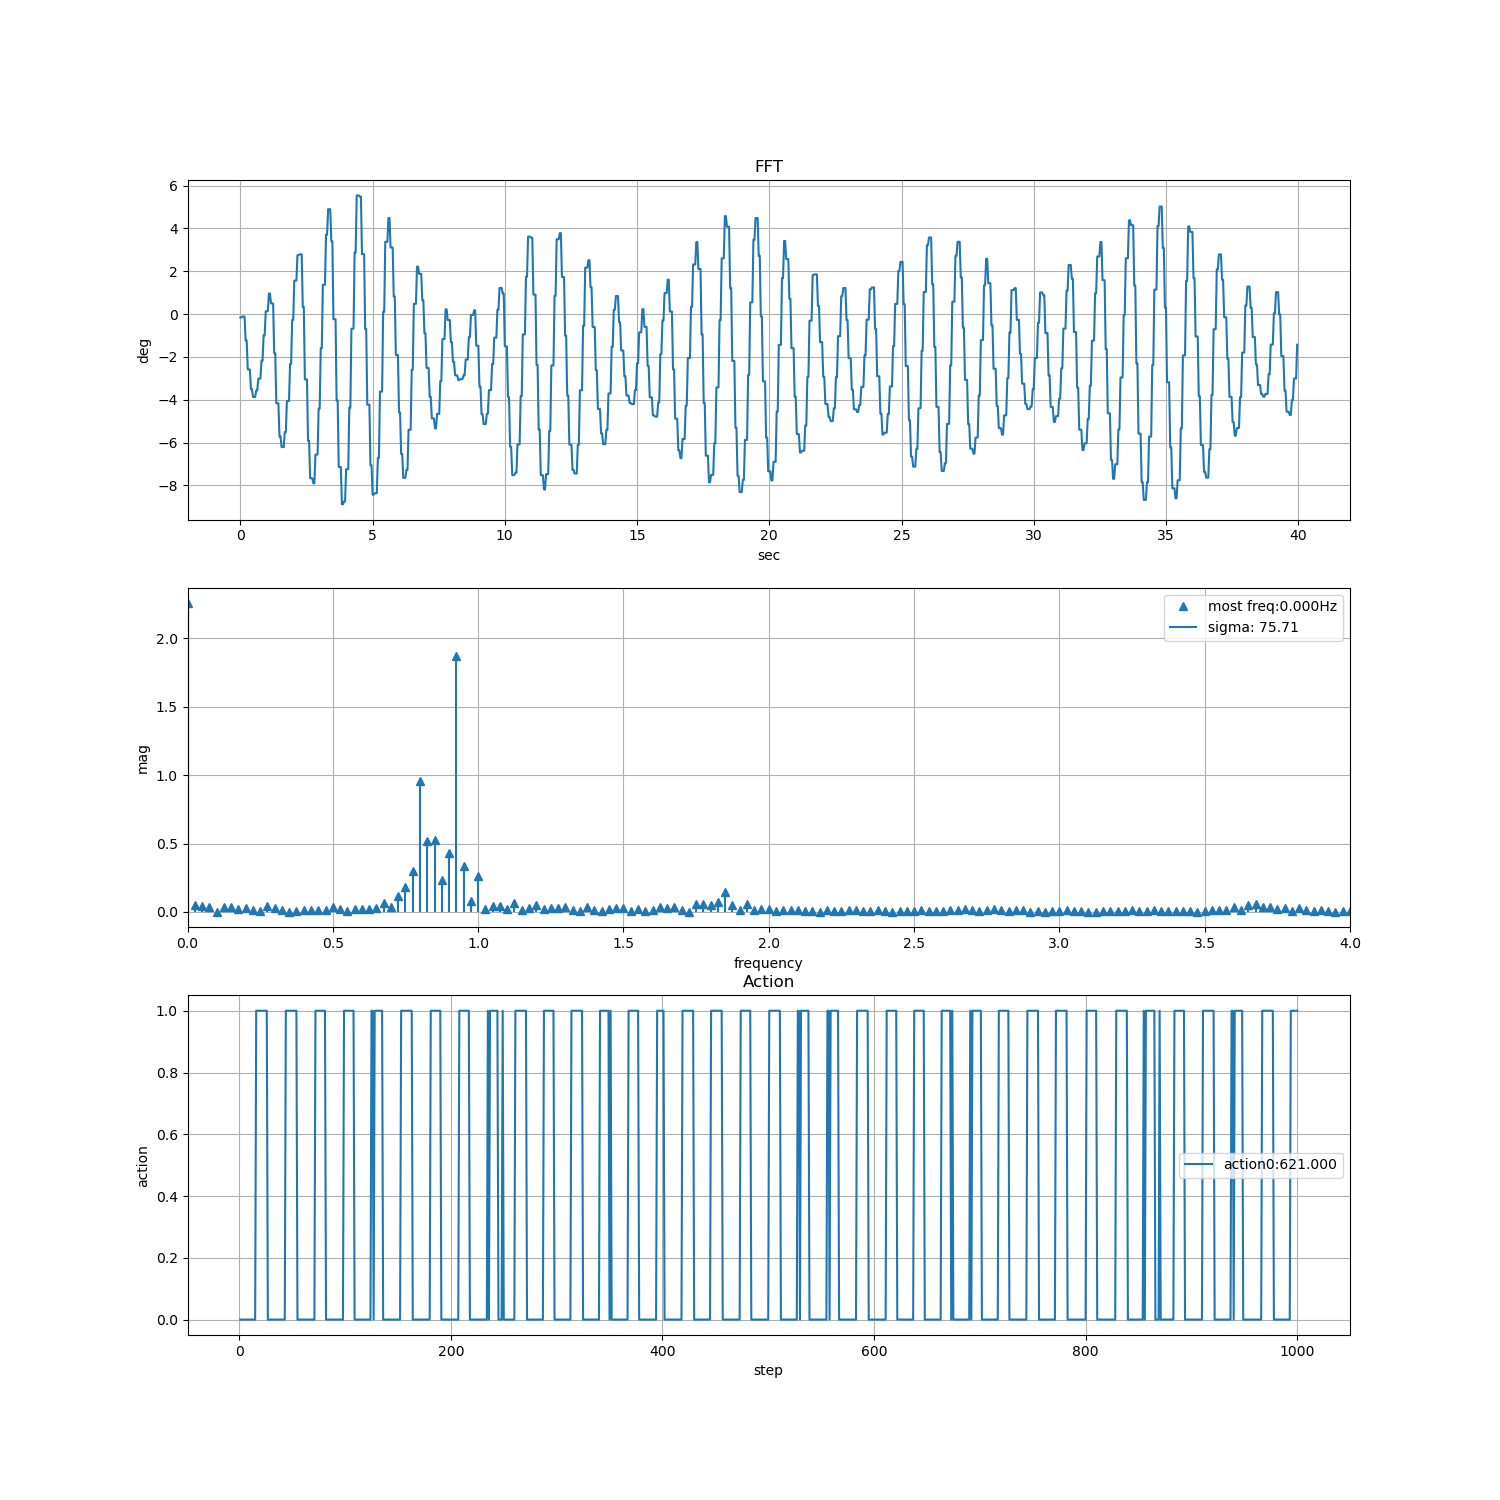 FFT
6
4
2
0
−2
−4
−6
−8
deg
0 5 10 15 20 25 30 35 40
sec
most freq:0.000Hz
sigma: 75.71
2.0
1.5
1.0
0.5
0.0
mag
0.0 0.5 1.0 1.5 2.0 2.5 3.0 3.5 4.0
frequency
Action
1.0
0.8
0.6
0.4
0.2
0.0
action
action0:621.000
0 200 400 600 800 1000
step